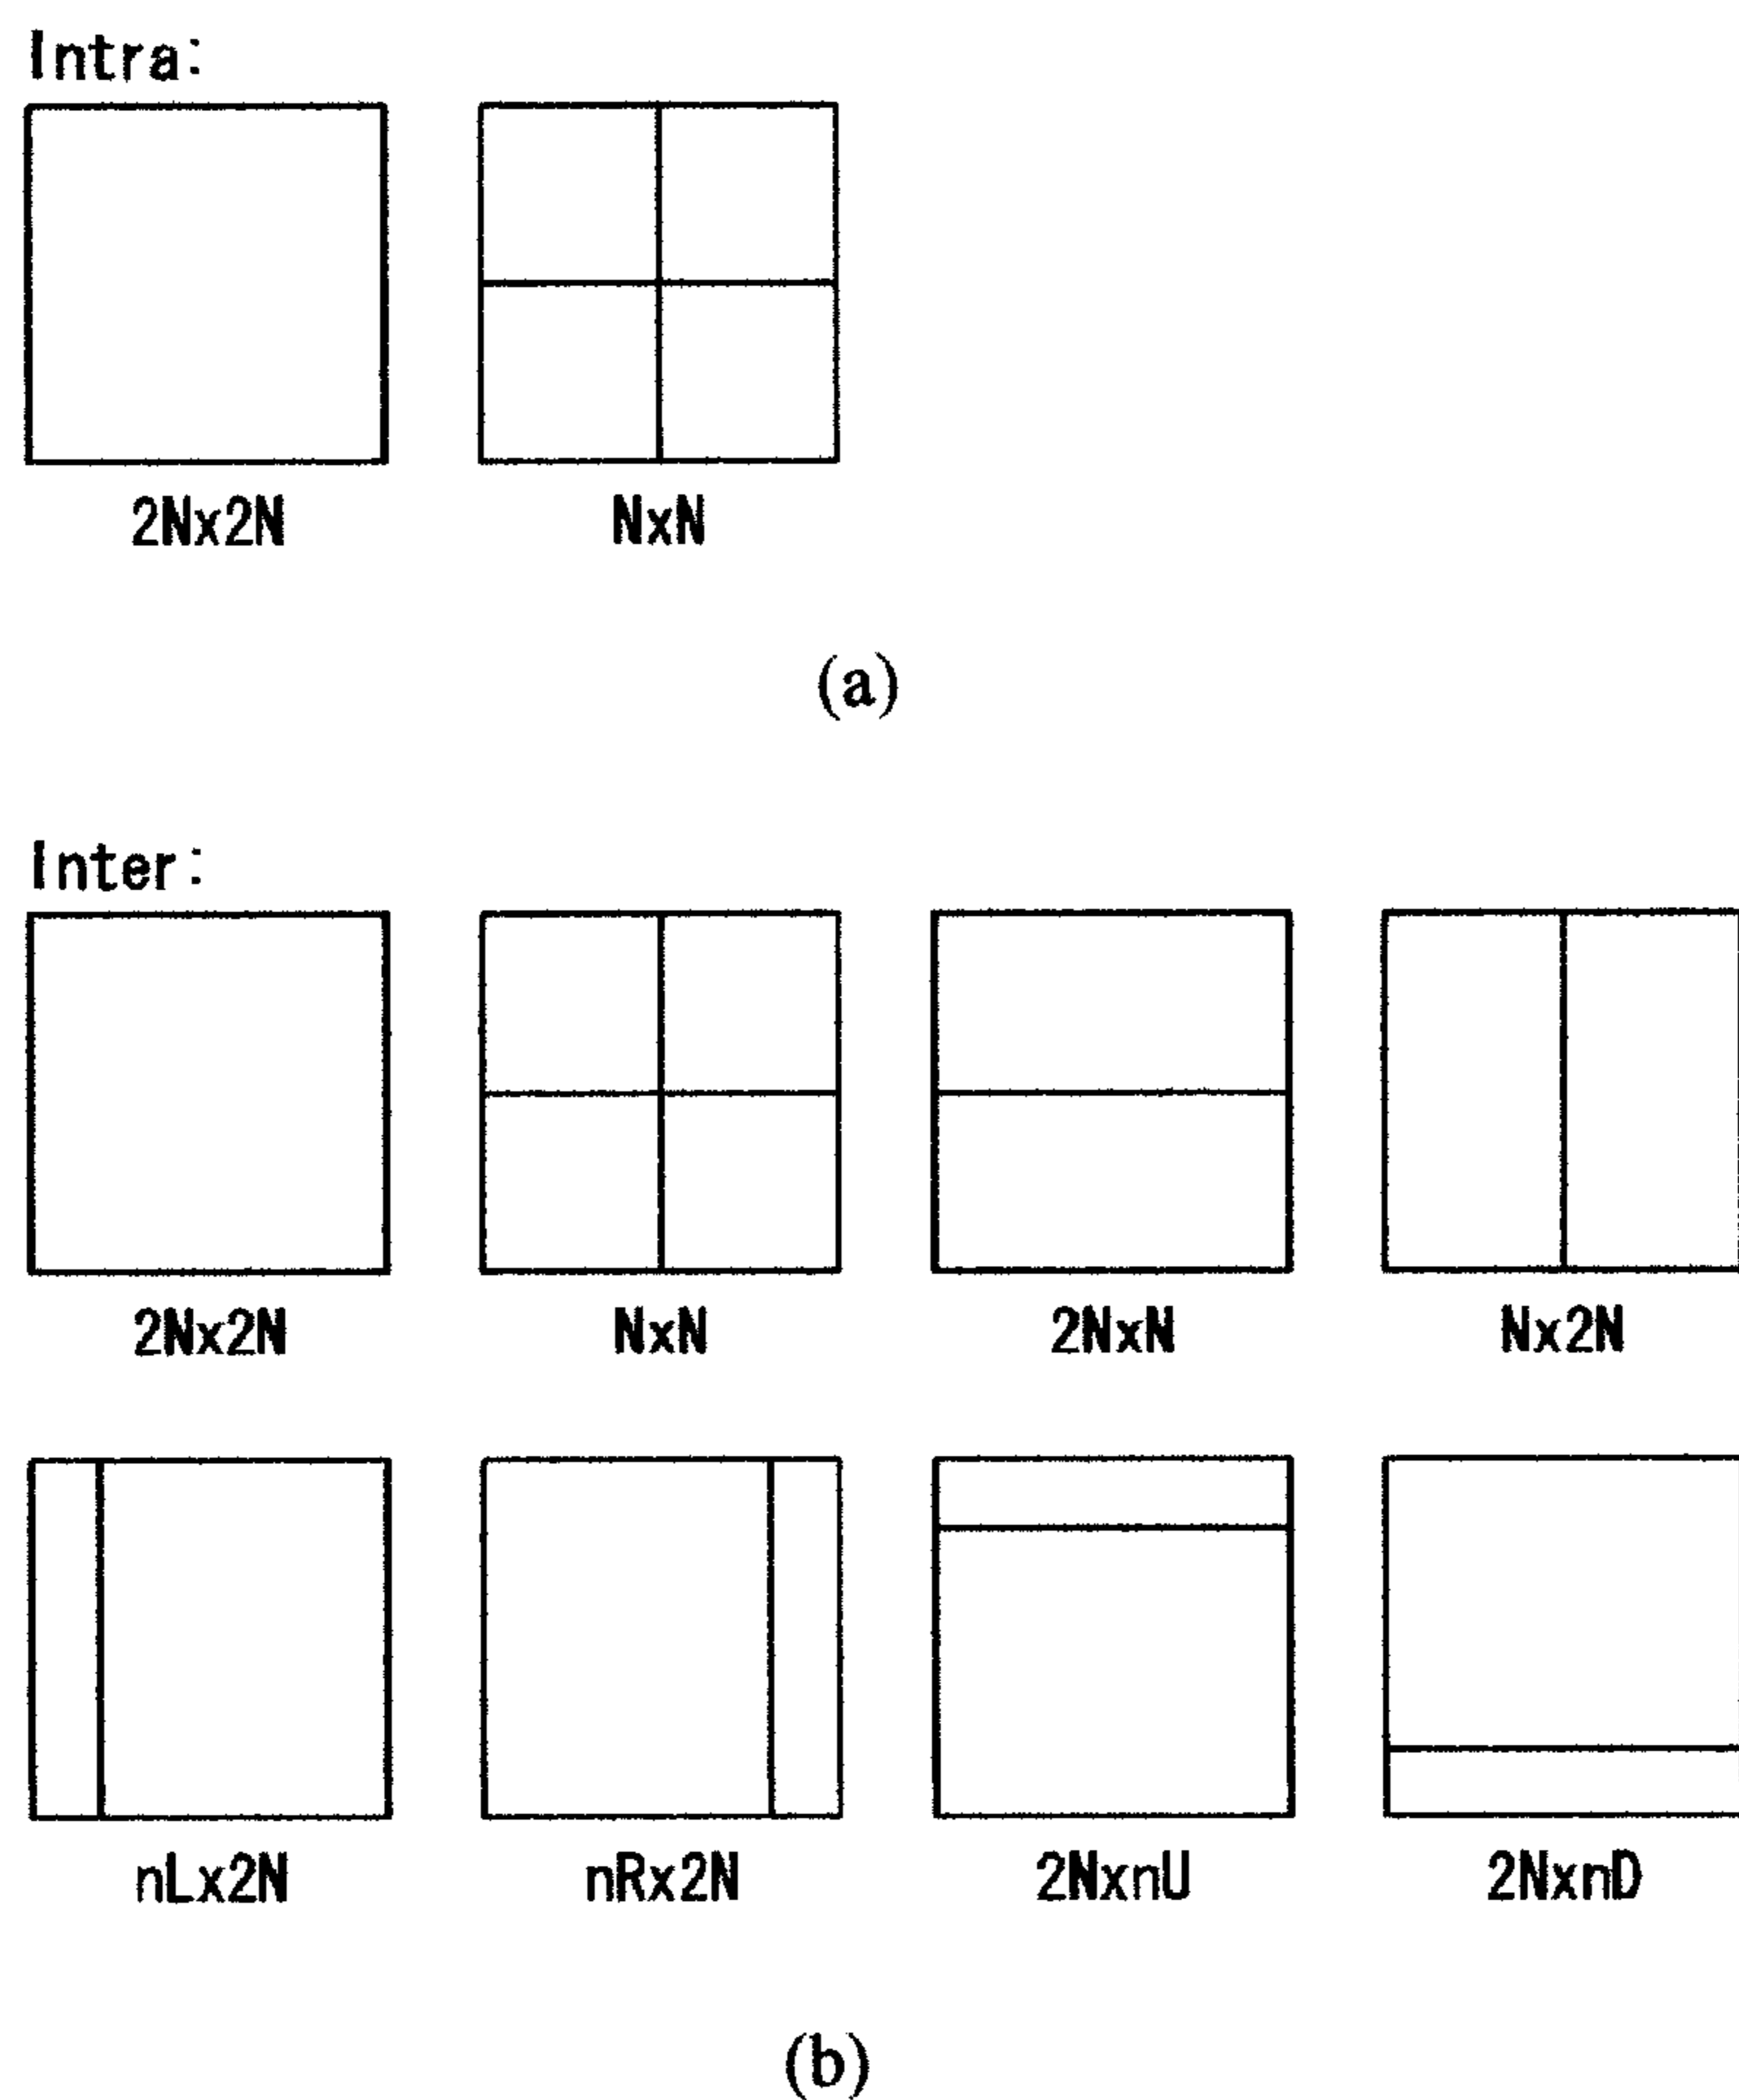 Intra:
2Nx2N NxN
(a)
Inter:
2Nx2N NxN 2NxN Nx2N
nLx2N nRx2N 2NxnU 2NxnD
(b)